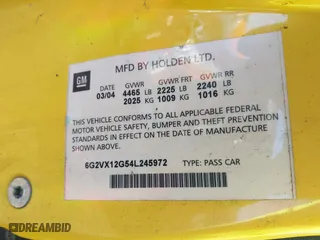 MFD BY HOLDEN LTD.
GM
DATE GVWR GVWR FRT GVWR RR
03/04 4465 LB 2225 LB 2240 LB
2025 KG 1009 KG 1016 KG
THIS VEHICLE CONFORMS TO ALL APPLICABLE FEDERAL
MOTOR VEHICLE SAFETY, BUMPER AND THEFT PREVENTION
STANDARDS IN EFFECT ON THE DATE OF MANUFACTURE
SHOWN ABOVE.
6G2VX12G54L245972 TYPE: PASS CAR
DREAMBID